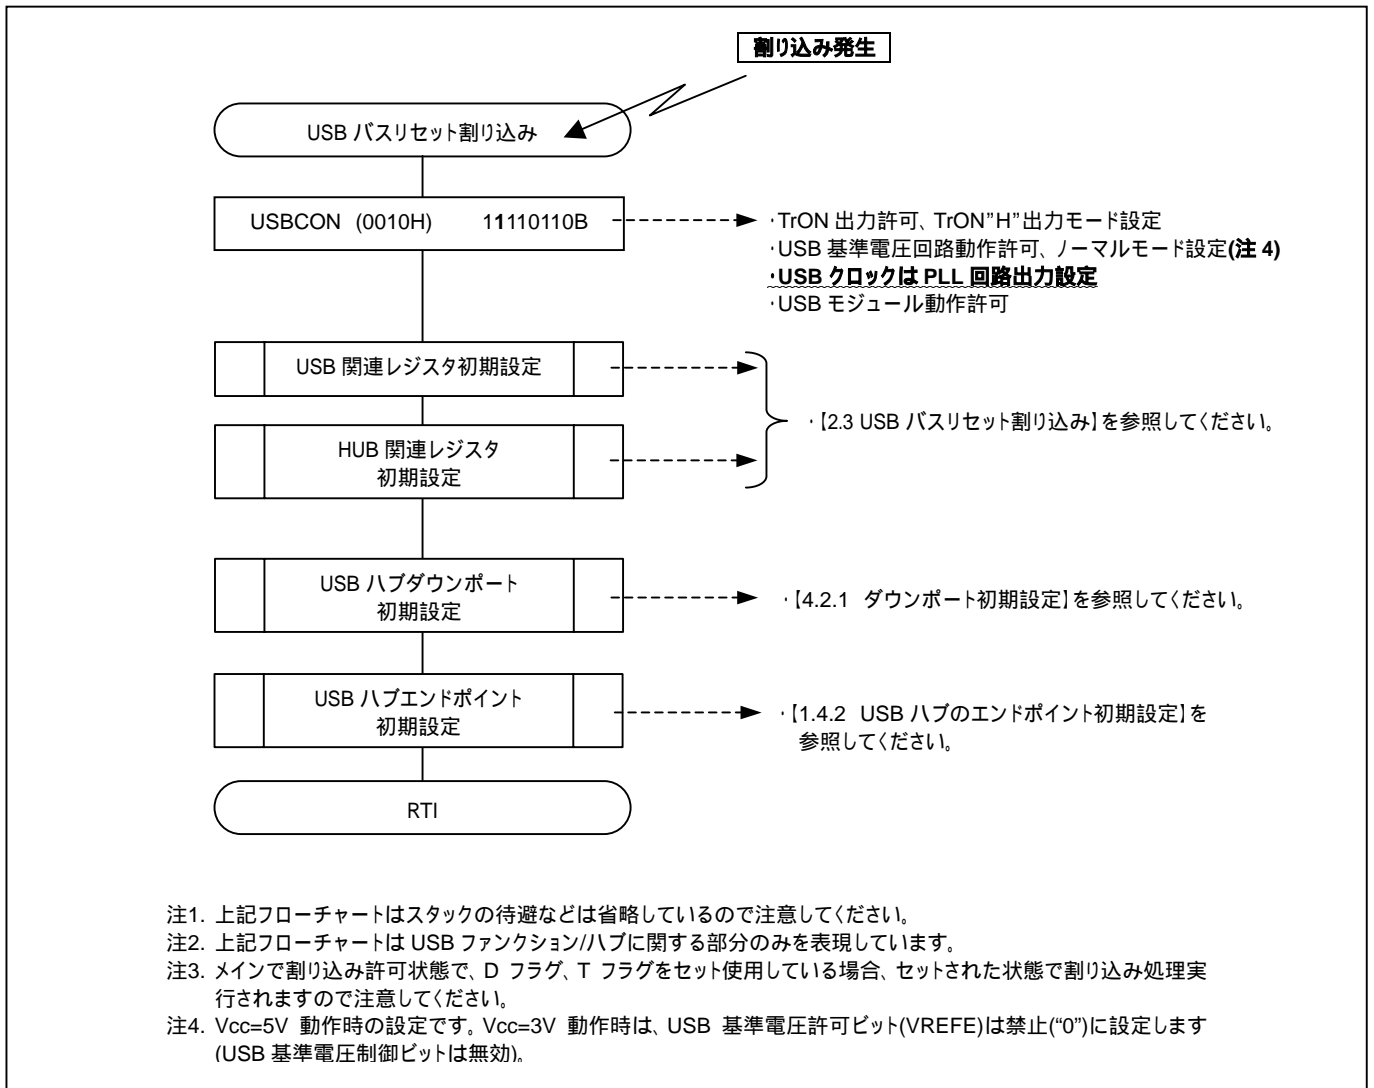 割り込み発生
USB バスリセット割り込み
USBCON (0010H) 11110110B
・TrON 出力許可、TrON”H”出力モード設定
・USB 基準電圧回路動作許可、ノーマルモード設定(注 4)
・USB クロックは PLL 回路出力設定
・USB モジュール動作許可
USB 関連レジスタ初期設定
HUB 関連レジスタ
初期設定
・【2.3 USB バスリセット割り込み】を参照してください。
USB ハブダウンポート
初期設定
・【4.2.1 ダウンポート初期設定】を参照してください。
USB ハブエンドポイント
初期設定
・【1.4.2 USB ハブのエンドポイント初期設定】を
参照してください。
RTI
注1. 上記フローチャートはスタックの待避などは省略しているので注意してください。
注2. 上記フローチャートは USB ファンクション/ハブに関する部分のみを表現しています。
注3. メインで割り込み許可状態で、D フラグ、T フラグをセット使用している場合、セットされた状態で割り込み処理実
行されますので注意してください。
注4. Vcc=5V 動作時の設定です。Vcc=3V 動作時は、USB 基準電圧許可ビット(VREFE)は禁止(“0”)に設定します
(USB 基準電圧制御ビットは無効)。